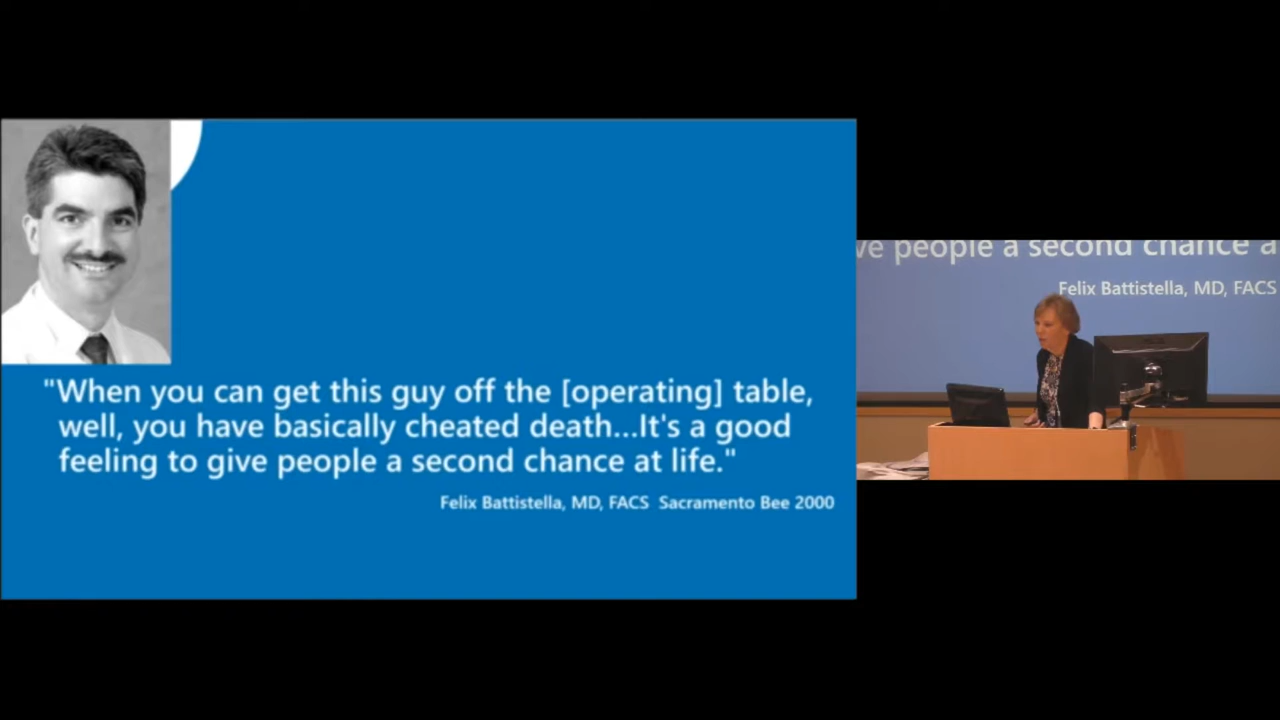 "When you can get this guy off the [operating] table,
well, you have basically cheated death...It's a good
feeling to give people a second chance at life."
Felix Battistella, MD, FACS Sacramento Bee 2000
ve people a second chance a
Felix Battistella, MD, FACS